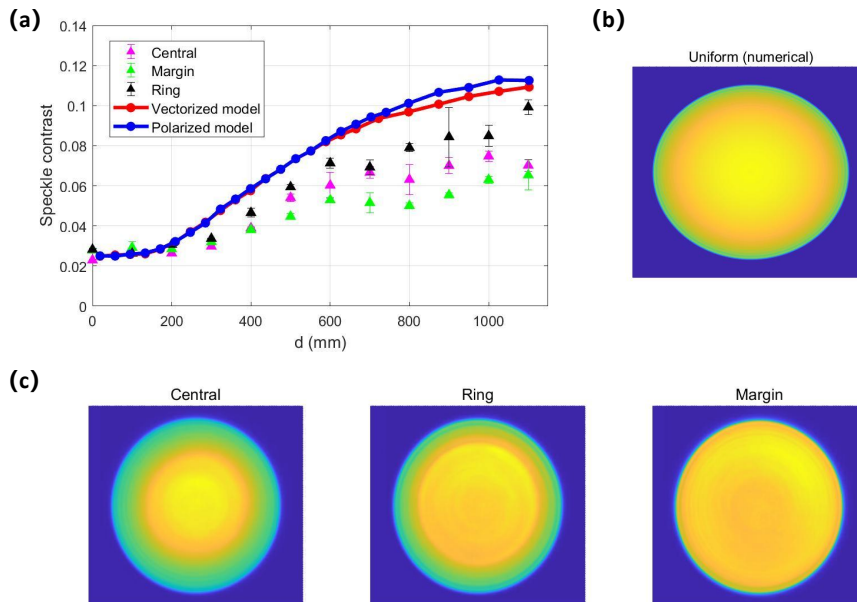 (a)
0.14
0.12
0.1
0.08
0.06
0.04
0.02
0
Speckle contrast
Central
Margin
Ring
Vectorized model
Polarized model
0 200 400 600 800 1000
d (mm)
(b)
Uniform (numerical)
(c)
Central Ring Margin